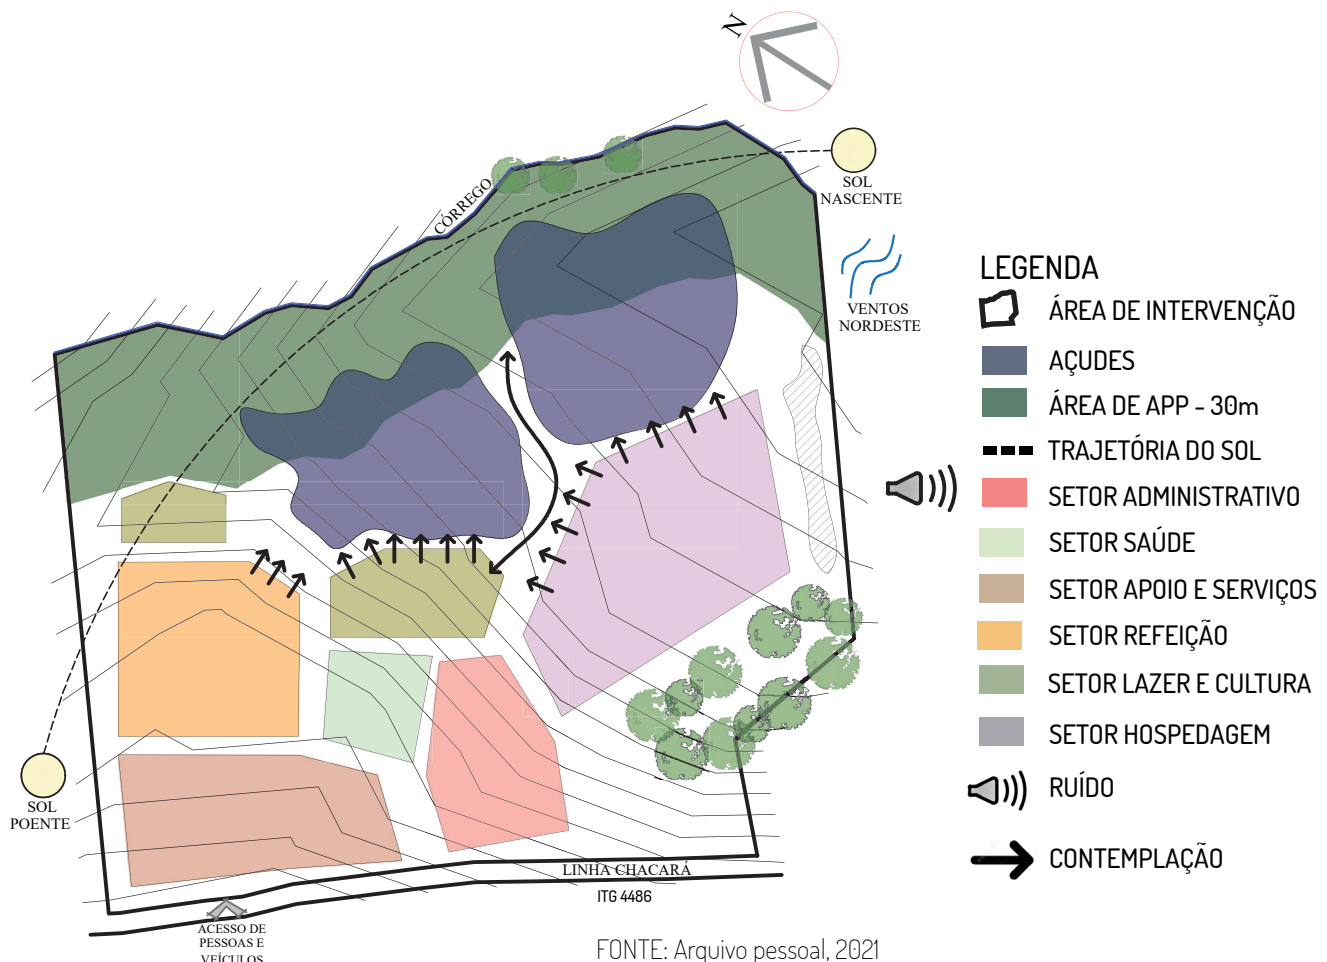 N
CÓRREGO
SOL
NASCENTE
VENTOS
NORDESTE
SOL
POENTE
LINHA CHACARÁ
ITG 4486
ACESSO DE
PESSOAS E
VEÍCULOS
LEGENDA
ÁREA DE INTERVENÇÃO
AÇUDES
ÁREA DE APP - 30m
TRAJETÓRIA DO SOL
SETOR ADMINISTRATIVO
SETOR SAÚDE
SETOR APOIO E SERVIÇOS
SETOR REFEIÇÃO
SETOR LAZER E CULTURA
SETOR HOSPEDAGEM
RUÍDO
CONTEMPLAÇÃO
FONTE: Arquivo pessoal, 2021